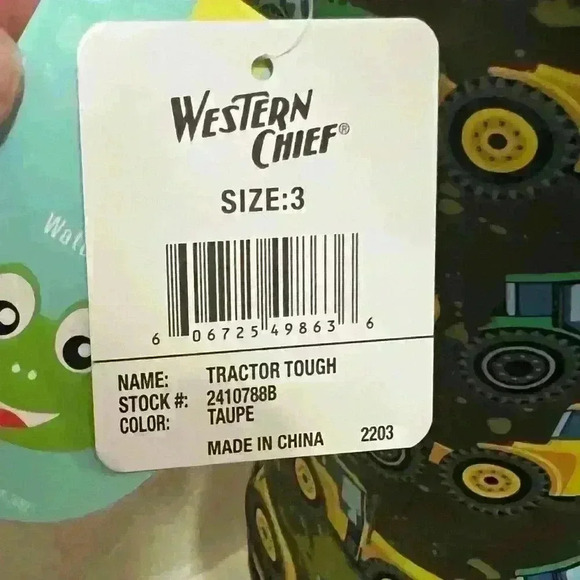 WESTERN
CHIEF®
SIZE:3
6 06725 49863 6
NAME: TRACTOR TOUGH
STOCK #: 2410788B
COLOR: TAUPE
MADE IN CHINA 2203